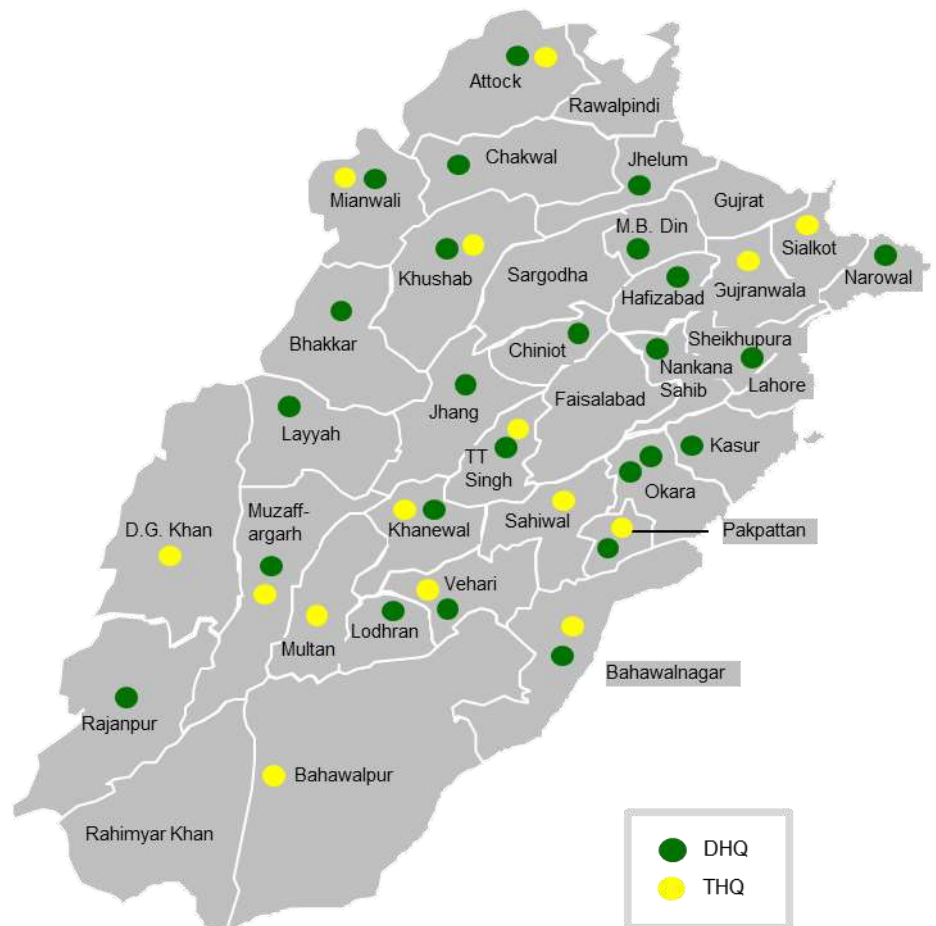 Attock
Rawalpindi
Chakwal
Jhelum
Mianwali
Gujrat
M.B. Din
Sialkot
Khushab
Sargodha
Narowal
Hafizabad
Gujranwala
Bhakkar
Chiniot
Sheikhupura
Nankana
Sahib
Lahore
Jhang
Faisalabad
Layyah
Kasur
TT
Singh
Okara
Muzaff-
argarh
D.G. Khan
Khanewal
Sahiwal
Pakpattan
Vehari
Lodhran
Multan
Bahawalnagar
Rajanpur
Bahawalpur
Rahimyar Khan
DHQ
THQ